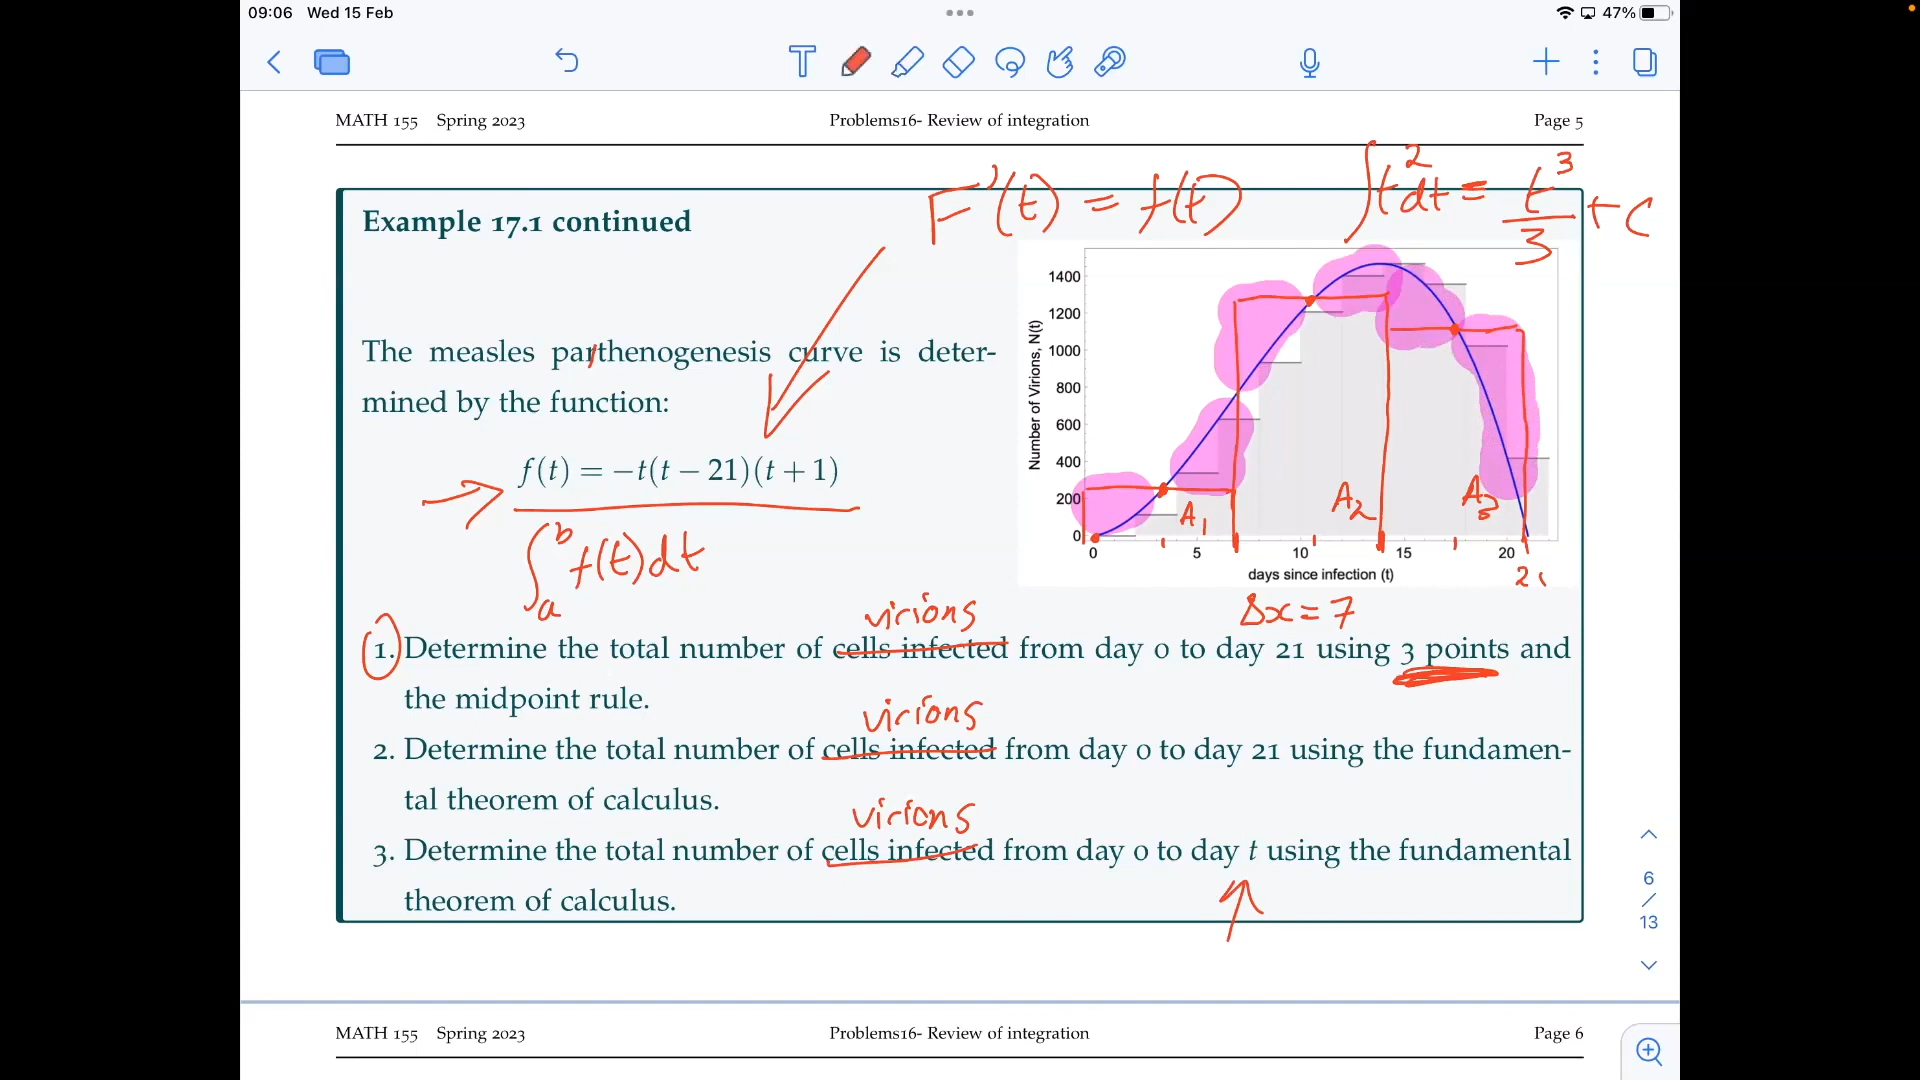 09:06 Wed 15 Feb
47%
T
MATH 155 Spring 2023 Problems16- Review of integration Page 5
F'(t) = f(t) ∫t² dt = t³/3 + C
Example 17.1 continued
The measles parthenogenesis curve is deter-
mined by the function:
f(t) = −t(t − 21)(t + 1)
∫ₐᵇ f(t) dt
Number of Virions, N(t)
1400
1200
1000
800
600
400
200
0
A₁ A₂ A₃
0 5 10 15 20
21
days since infection (t)
Δx = 7
virions
1. Determine the total number of cells infected from day 0 to day 21 using 3 points and
the midpoint rule.
virions
2. Determine the total number of cells infected from day 0 to day 21 using the fundamen-
tal theorem of calculus.
virions
3. Determine the total number of cells infected from day 0 to day t using the fundamental
theorem of calculus.
6
/
13
MATH 155 Spring 2023 Problems16- Review of integration Page 6